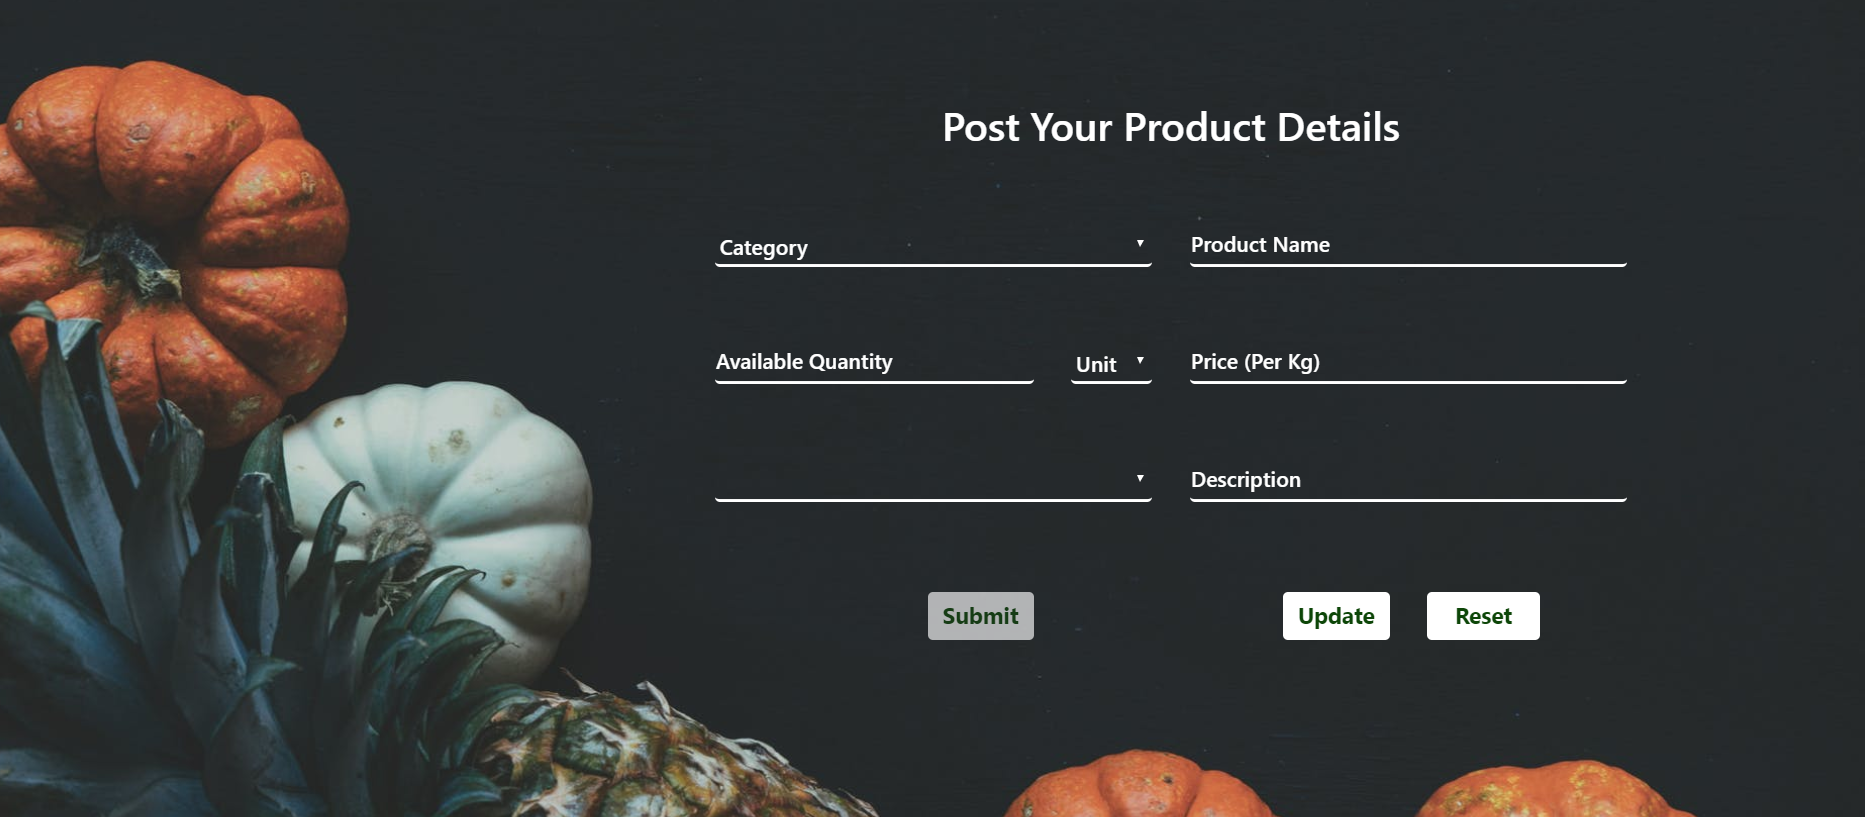 Post Your Product Details
Category ▼
Product Name
Available Quantity
Unit ▼
Price (Per Kg)
▼
Description
Submit
Update
Reset